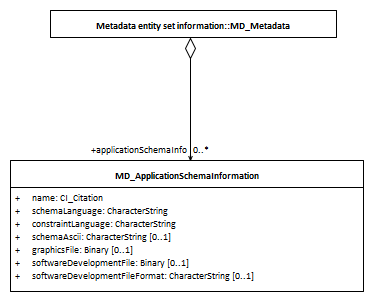 Metadata entity set information::MD_Metadata
+applicationSchemaInfo 0..*
MD_ApplicationSchemaInformation
+ name: CI_Citation
+ schemaLanguage: CharacterString
+ constraintLanguage: CharacterString
+ schemaAscii: CharacterString [0..1]
+ graphicsFile: Binary [0..1]
+ softwareDevelopmentFile: Binary [0..1]
+ softwareDevelopmentFileFormat: CharacterString [0..1]